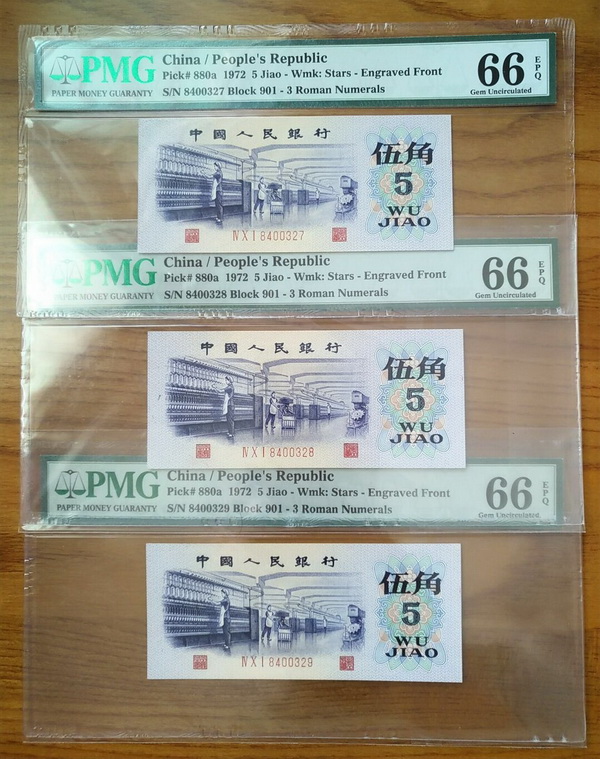 PMG
PAPER MONEY GUARANTY
China / People's Republic
Pick# 880a 1972 5 Jiao - Wmk: Stars - Engraved Front
S/N 8400327 Block 901 - 3 Roman Numerals
66 EPQ
Gem Uncirculated
中國人民銀行
伍角
5
WU
JIAO
IV X I 8400327
PMG
PAPER MONEY GUARANTY
China / People's Republic
Pick# 880a 1972 5 Jiao - Wmk: Stars - Engraved Front
S/N 8400328 Block 901 - 3 Roman Numerals
66 EPQ
Gem Uncirculated
中國人民銀行
伍角
5
WU
JIAO
IV X I 8400328
PMG
PAPER MONEY GUARANTY
China / People's Republic
Pick# 880a 1972 5 Jiao - Wmk: Stars - Engraved Front
S/N 8400329 Block 901 - 3 Roman Numerals
66 EPQ
Gem Uncirculated
中國人民銀行
伍角
5
WU
JIAO
IV X I 8400329